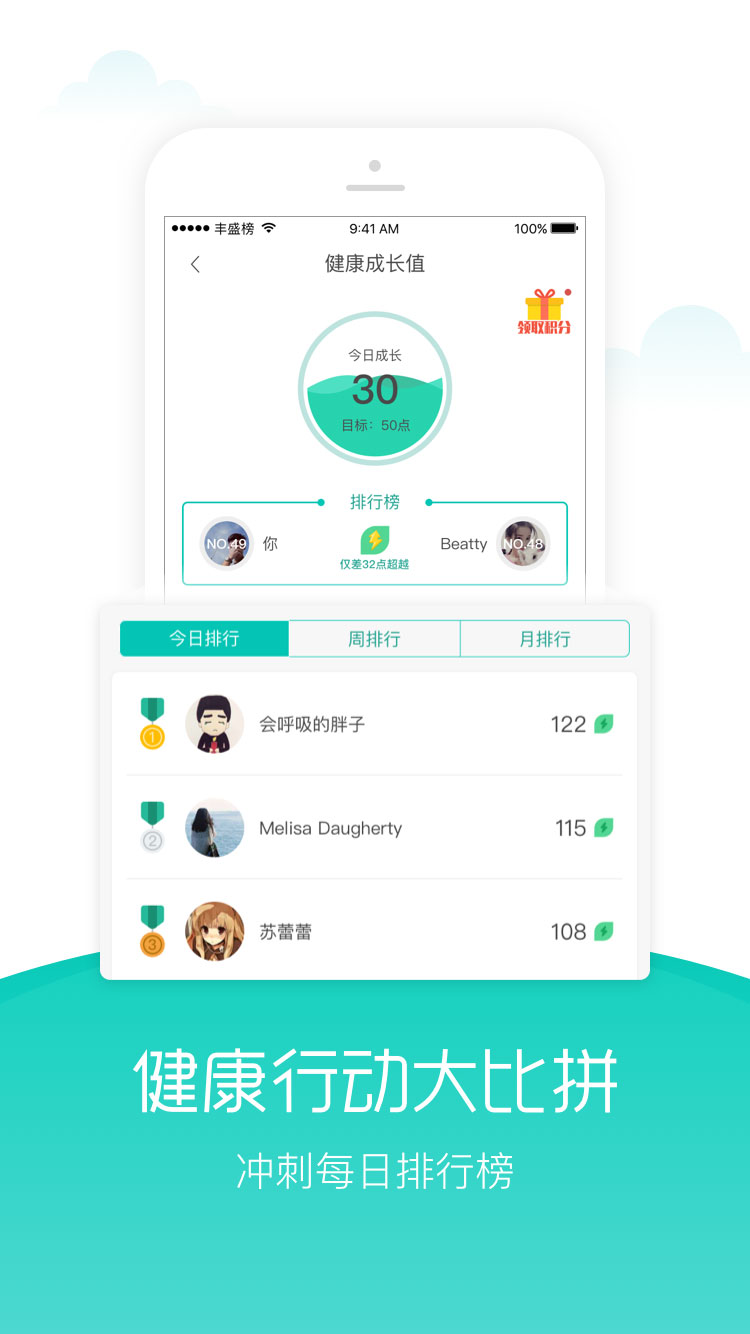 丰盛榜 9:41 AM 100%
健康成长值
领取积分
今日成长
30
目标：50点
排行榜
NO.49 你 Beatty NO.48
仅差32点超越
今日排行 周排行 月排行
1 会呼吸的胖子 122
2 Melisa Daugherty 115
3 苏蕾蕾 108
健康行动大比拼
冲刺每日排行榜